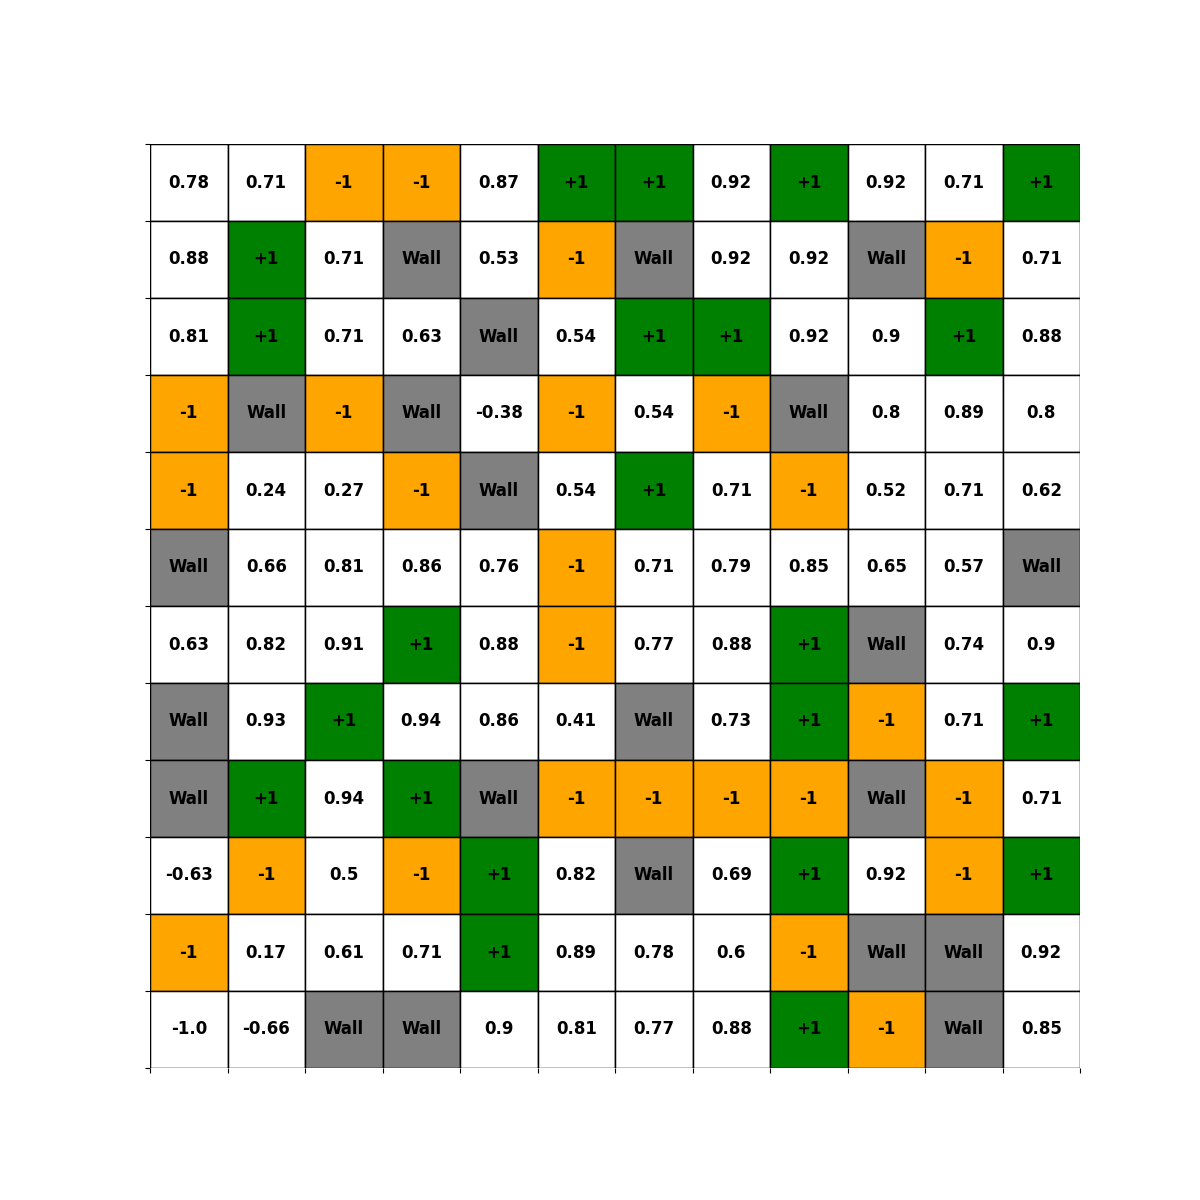 0.78 0.71 -1 -1 0.87 +1 +1 0.92 +1 0.92 0.71 +1
0.88 +1 0.71 Wall 0.53 -1 Wall 0.92 0.92 Wall -1 0.71
0.81 +1 0.71 0.63 Wall 0.54 +1 +1 0.92 0.9 +1 0.88
-1 Wall -1 Wall -0.38 -1 0.54 -1 Wall 0.8 0.89 0.8
-1 0.24 0.27 -1 Wall 0.54 +1 0.71 -1 0.52 0.71 0.62
Wall 0.66 0.81 0.86 0.76 -1 0.71 0.79 0.85 0.65 0.57 Wall
0.63 0.82 0.91 +1 0.88 -1 0.77 0.88 +1 Wall 0.74 0.9
Wall 0.93 +1 0.94 0.86 0.41 Wall 0.73 +1 -1 0.71 +1
Wall +1 0.94 +1 Wall -1 -1 -1 -1 Wall -1 0.71
-0.63 -1 0.5 -1 +1 0.82 Wall 0.69 +1 0.92 -1 +1
-1 0.17 0.61 0.71 +1 0.89 0.78 0.6 -1 Wall Wall 0.92
-1.0 -0.66 Wall Wall 0.9 0.81 0.77 0.88 +1 -1 Wall 0.85